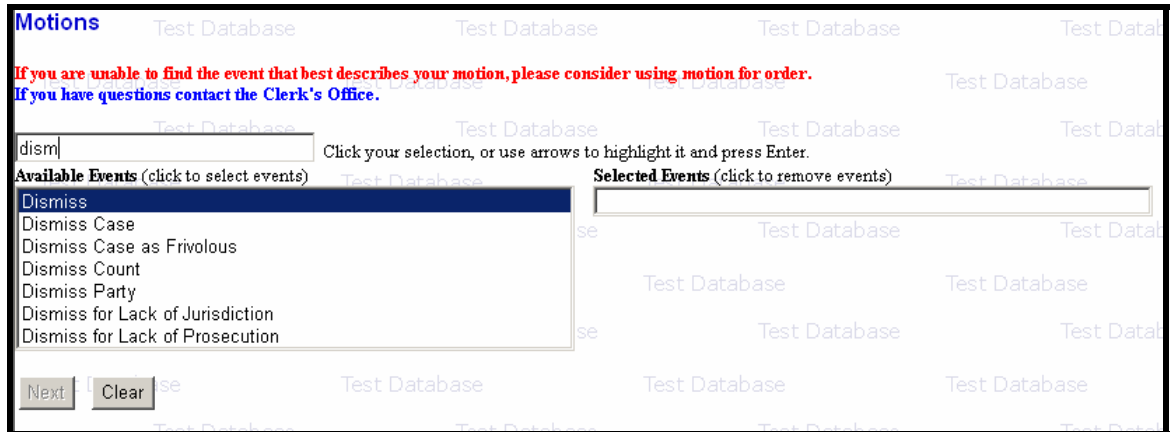 Motions
If you are unable to find the event that best describes your motion, please consider using motion for order.
If you have questions contact the Clerk's Office.
dism
Click your selection, or use arrows to highlight it and press Enter.
Available Events (click to select events)
Selected Events (click to remove events)
Dismiss
Dismiss Case
Dismiss Case as Frivolous
Dismiss Count
Dismiss Party
Dismiss for Lack of Jurisdiction
Dismiss for Lack of Prosecution
Next
Clear
Test Database